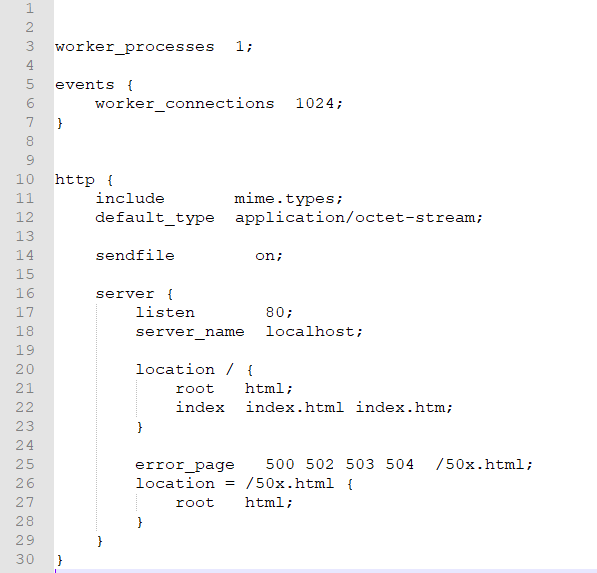 1
2
3 worker_processes  1;
4
5 events {
6     worker_connections  1024;
7 }
8
9
10 http {
11     include       mime.types;
12     default_type  application/octet-stream;
13
14     sendfile        on;
15
16     server {
17         listen       80;
18         server_name  localhost;
19
20         location / {
21             root   html;
22             index  index.html index.htm;
23         }
24
25         error_page   500 502 503 504  /50x.html;
26         location = /50x.html {
27             root   html;
28         }
29     }
30 }